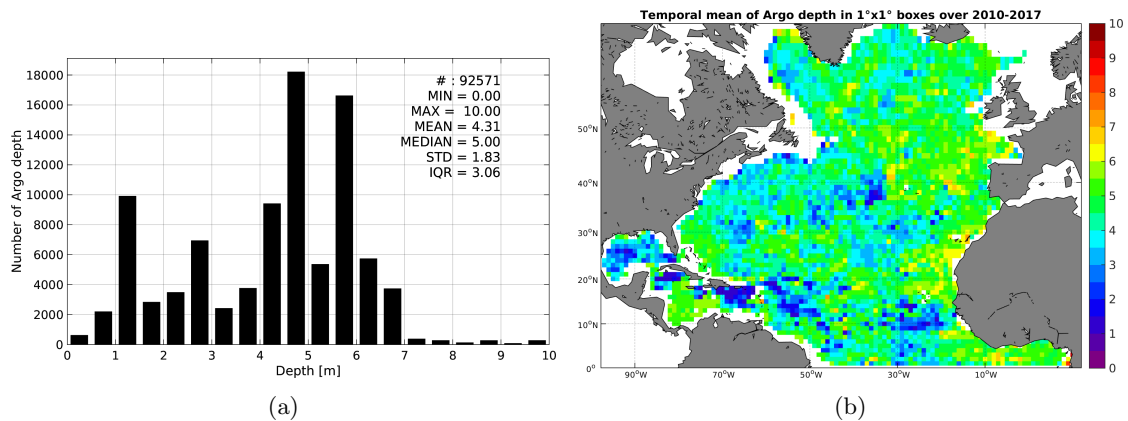 18000
16000
14000
12000
10000
8000
6000
4000
2000
0
Number of Argo depth
# : 92571
MIN = 0.00
MAX = 10.00
MEAN = 4.31
MEDIAN = 5.00
STD = 1.83
IQR = 3.06
0 1 2 3 4 5 6 7 8 9 10
Depth [m]
(a)
Temporal mean of Argo depth in 1°x1° boxes over 2010-2017
50°N
40°N
30°N
20°N
10°N
0°
90°W 70°W 50°W 30°W 10°W
10
9
8
7
6
5
4
3
2
1
0
(b)